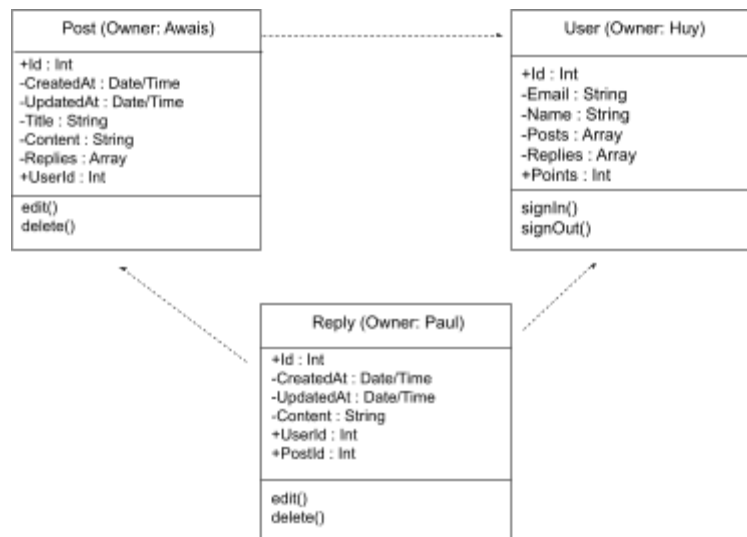 Post (Owner: Awais)
+Id : Int
-CreatedAt : Date/Time
-UpdatedAt : Date/Time
-Title : String
-Content : String
-Replies : Array
+UserId : Int
edit()
delete()
User (Owner: Huy)
+Id : Int
-Email : String
-Name : String
-Posts : Array
-Replies : Array
+Points : Int
signIn()
signOut()
Reply (Owner: Paul)
+Id : Int
-CreatedAt : Date/Time
-UpdatedAt : Date/Time
-Content : String
+UserId : Int
+PostId : Int
edit()
delete()